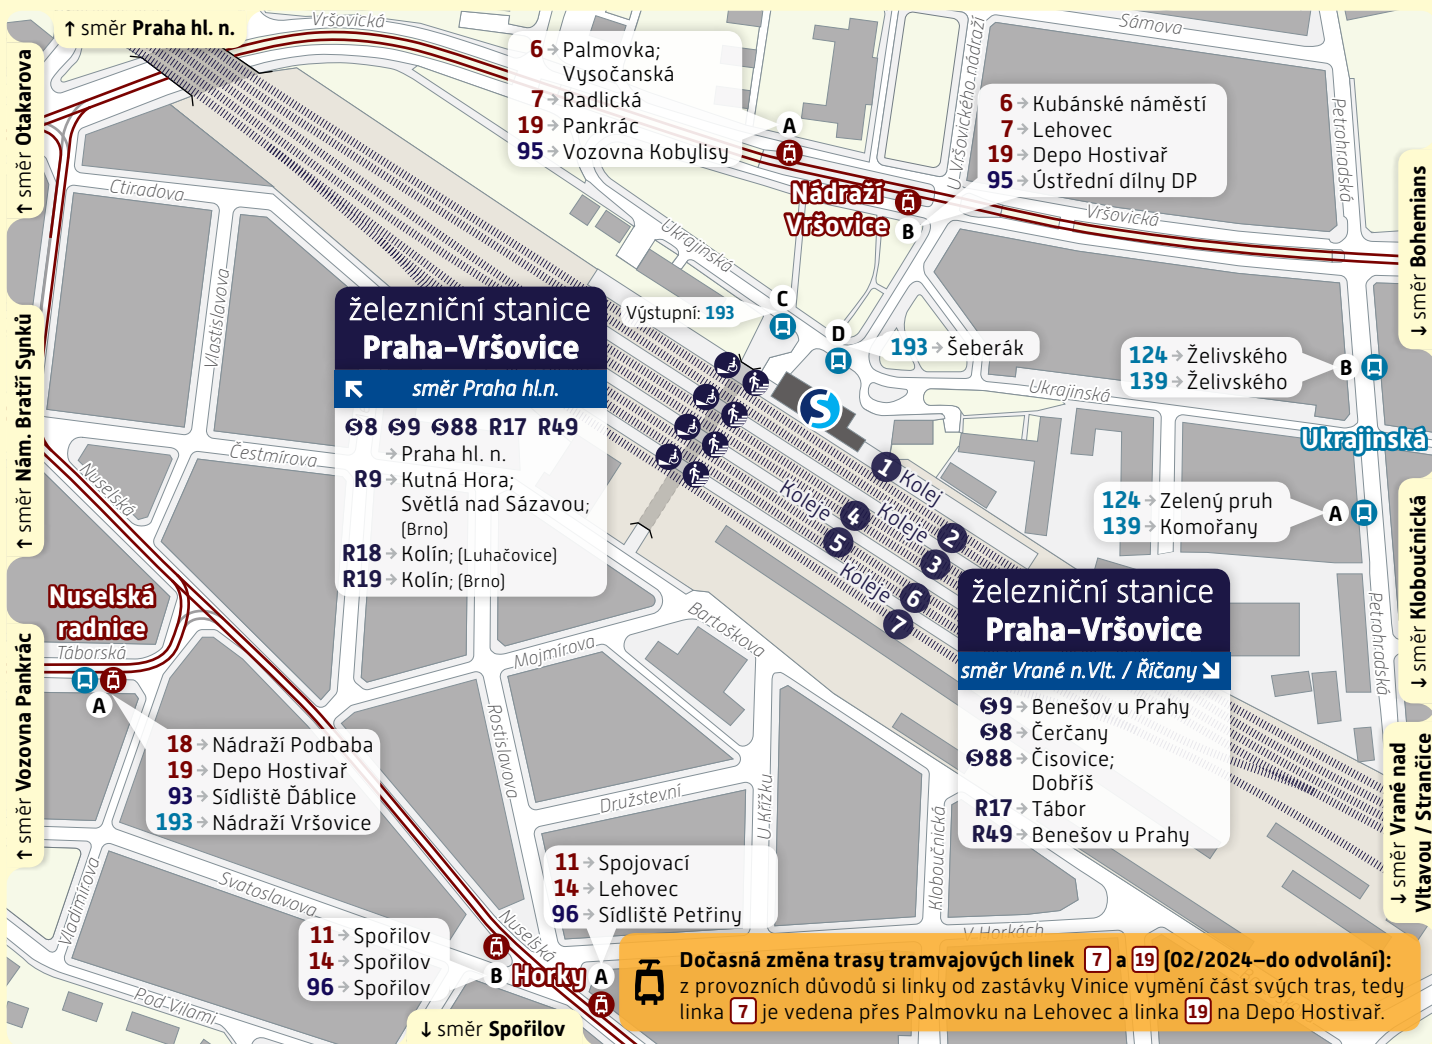 ↑ směr Praha hl. n.
Vršovická
Sámova
↑ směr Otakarova
6 → Palmovka;
Vysočanská
7 → Radlická
19 → Pankrác
95 → Vozovna Kobylisy
A
U Vršovického nádraží
6 → Kubánské náměstí
7 → Lehovec
19 → Depo Hostivař
95 → Ústřední dílny DP
Petrohradská
Nádraží
Vršovice
B
Vršovická
↓ směr Bohemians
Ctiradova
Vlastislavova
Ukrajinská
C
Výstupní: 193
D
193 → Šeberák
železniční stanice
Praha-Vršovice
↖ směr Praha hl.n.
S8 S9 S88 R17 R49
→ Praha hl. n.
R9 → Kutná Hora;
Světlá nad Sázavou;
(Brno)
R18 → Kolín; (Luhačovice)
R19 → Kolín; (Brno)
S
Ukrajinská
124 → Želivského
139 → Želivského
B
Ukrajinská
124 → Zelený pruh
139 → Komořany
A
↑ směr Nám. Bratří Synků
Čestmírova
Nuselská
1 Kolej
Koleje 2
3
Koleje 4
5
Koleje 6
7
↓ směr Kloboučnická
Petrohradská
Nuselská
radnice
Táborská
A
18 → Nádraží Podbaba
19 → Depo Hostivař
93 → Sídliště Ďáblice
193 → Nádraží Vršovice
↑ směr Vozovna Pankrác
Bartoškova
Mojmírova
Rostislavova
Družstevní
U Křížku
Kloboučnická
železniční stanice
Praha-Vršovice
směr Vrané n.Vlt. / Říčany ↘
S9 → Benešov u Prahy
S8 → Čerčany
S88 → Čisovice;
Dobříš
R17 → Tábor
R49 → Benešov u Prahy
↓ směr Vrané nad
Vltavou / Strančice
Vladimírova
Svatoslavova
Nuselská
Pod Vilami
V Horkách
11 → Spojovací
14 → Lehovec
96 → Sídliště Petřiny
11 → Spořilov
14 → Spořilov
96 → Spořilov
B Horky A
↓ směr Spořilov
Dočasná změna trasy tramvajových linek 7 a 19 (02/2024–do odvolání):
z provozních důvodů si linky od zastávky Vinice vymění část svých tras, tedy
linka 7 je vedena přes Palmovku na Lehovec a linka 19 na Depo Hostivař.